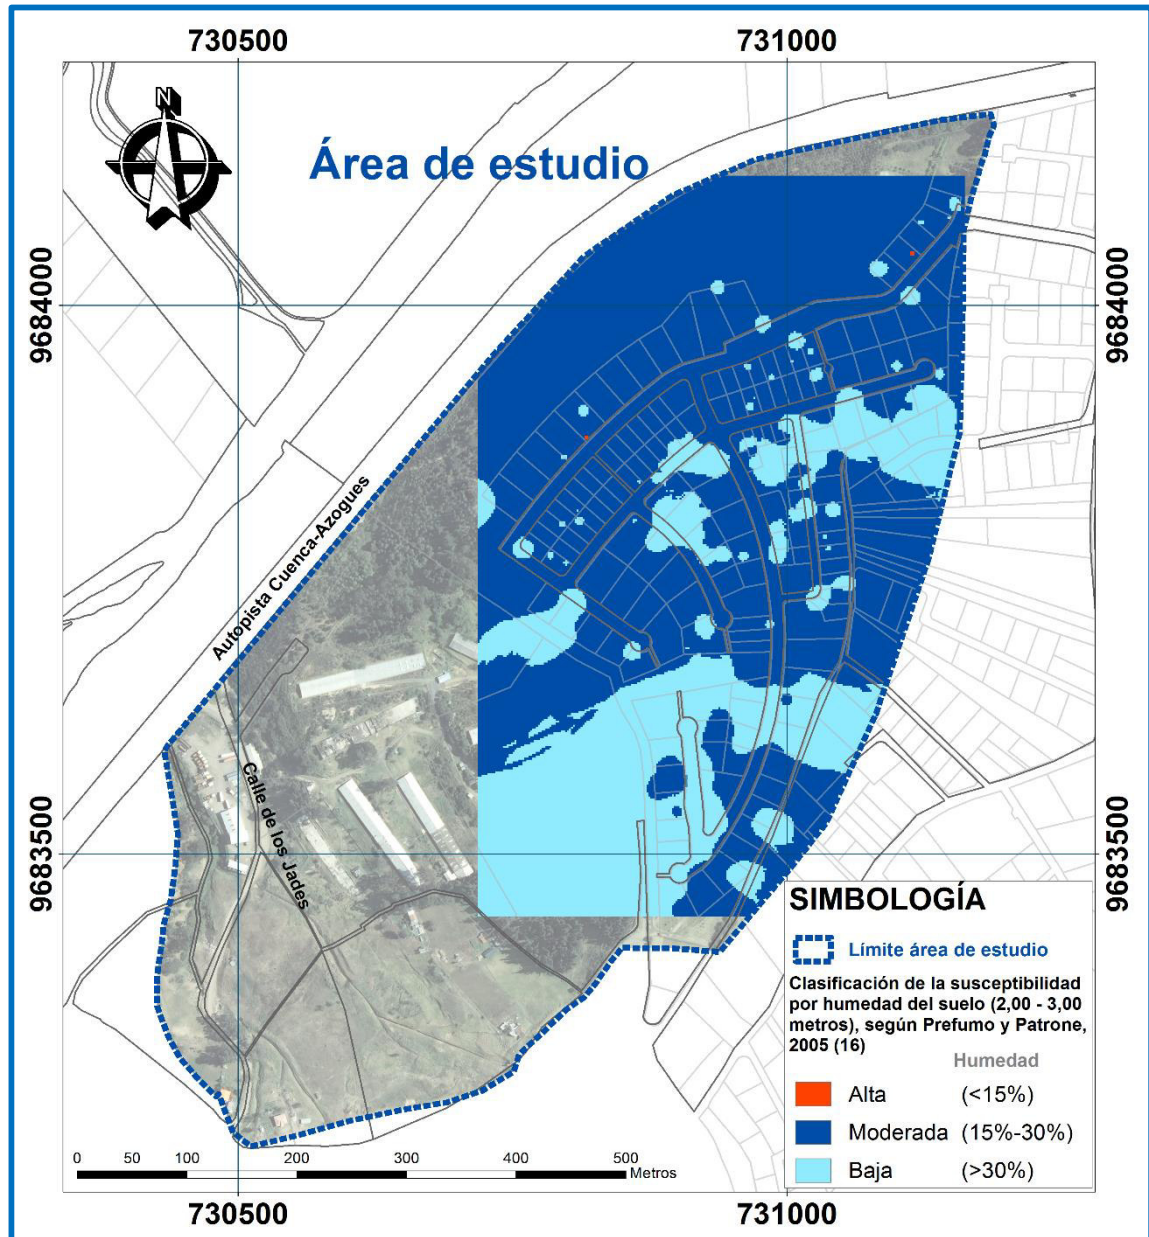 730500 731000
N
Área de estudio
9684000 9684000
Autopista Cuenca-Azogues
Calle de los Jades
9683500 9683500
SIMBOLOGÍA
Límite área de estudio
Clasificación de la susceptibilidad
por humedad del suelo (2,00 - 3,00
metros), según Prefumo y Patrone,
2005 (16)
Humedad
Alta (<15%)
Moderada (15%-30%)
Baja (>30%)
0 50 100 200 300 400 500
Metros
730500 731000